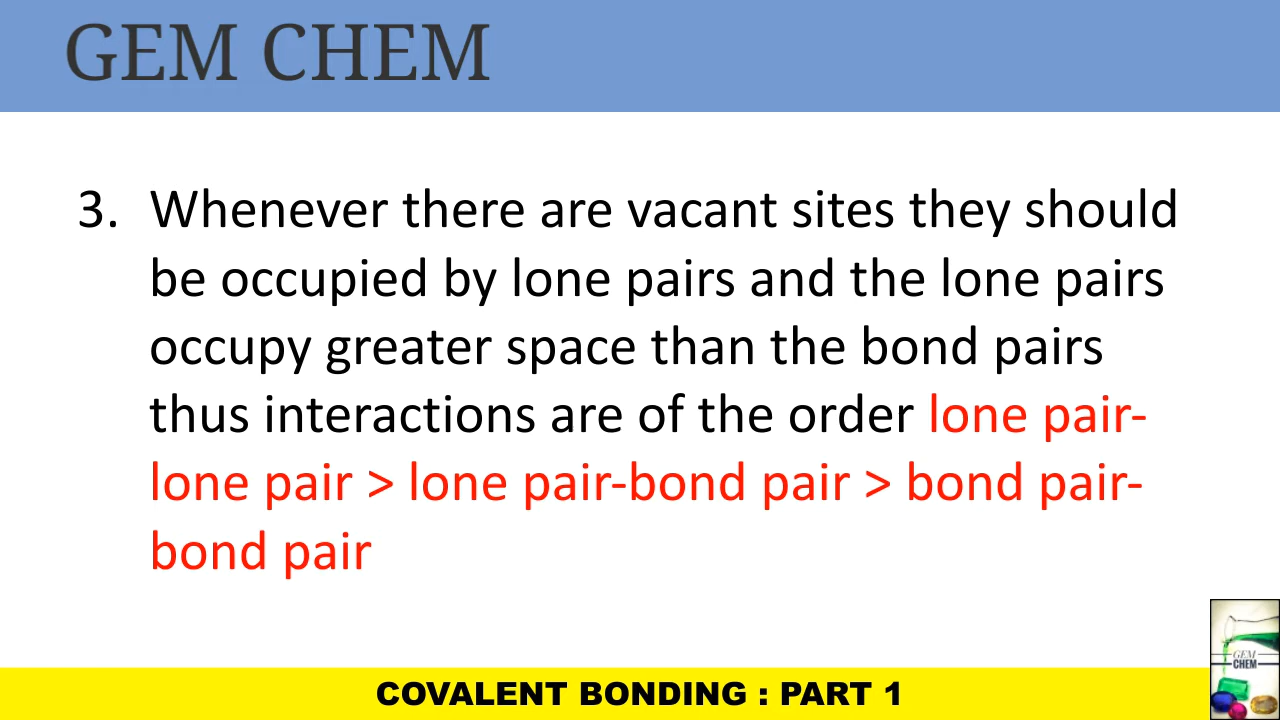 GEM CHEM
3. Whenever there are vacant sites they should
be occupied by lone pairs and the lone pairs
occupy greater space than the bond pairs
thus interactions are of the order lone pair-
lone pair > lone pair-bond pair > bond pair-
bond pair
GEM
CHEM
COVALENT BONDING : PART 1